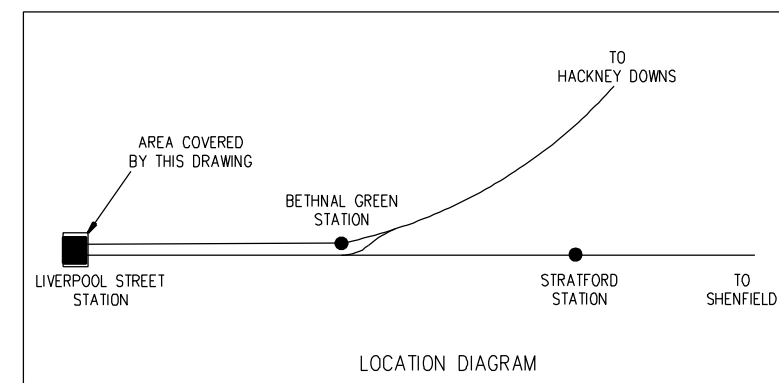 TO
HACKNEY DOWNS
AREA COVERED
BY THIS DRAWING
BETHNAL GREEN
STATION
LIVERPOOL STREET
STATION
STRATFORD
STATION
TO
SHENFIELD
LOCATION DIAGRAM